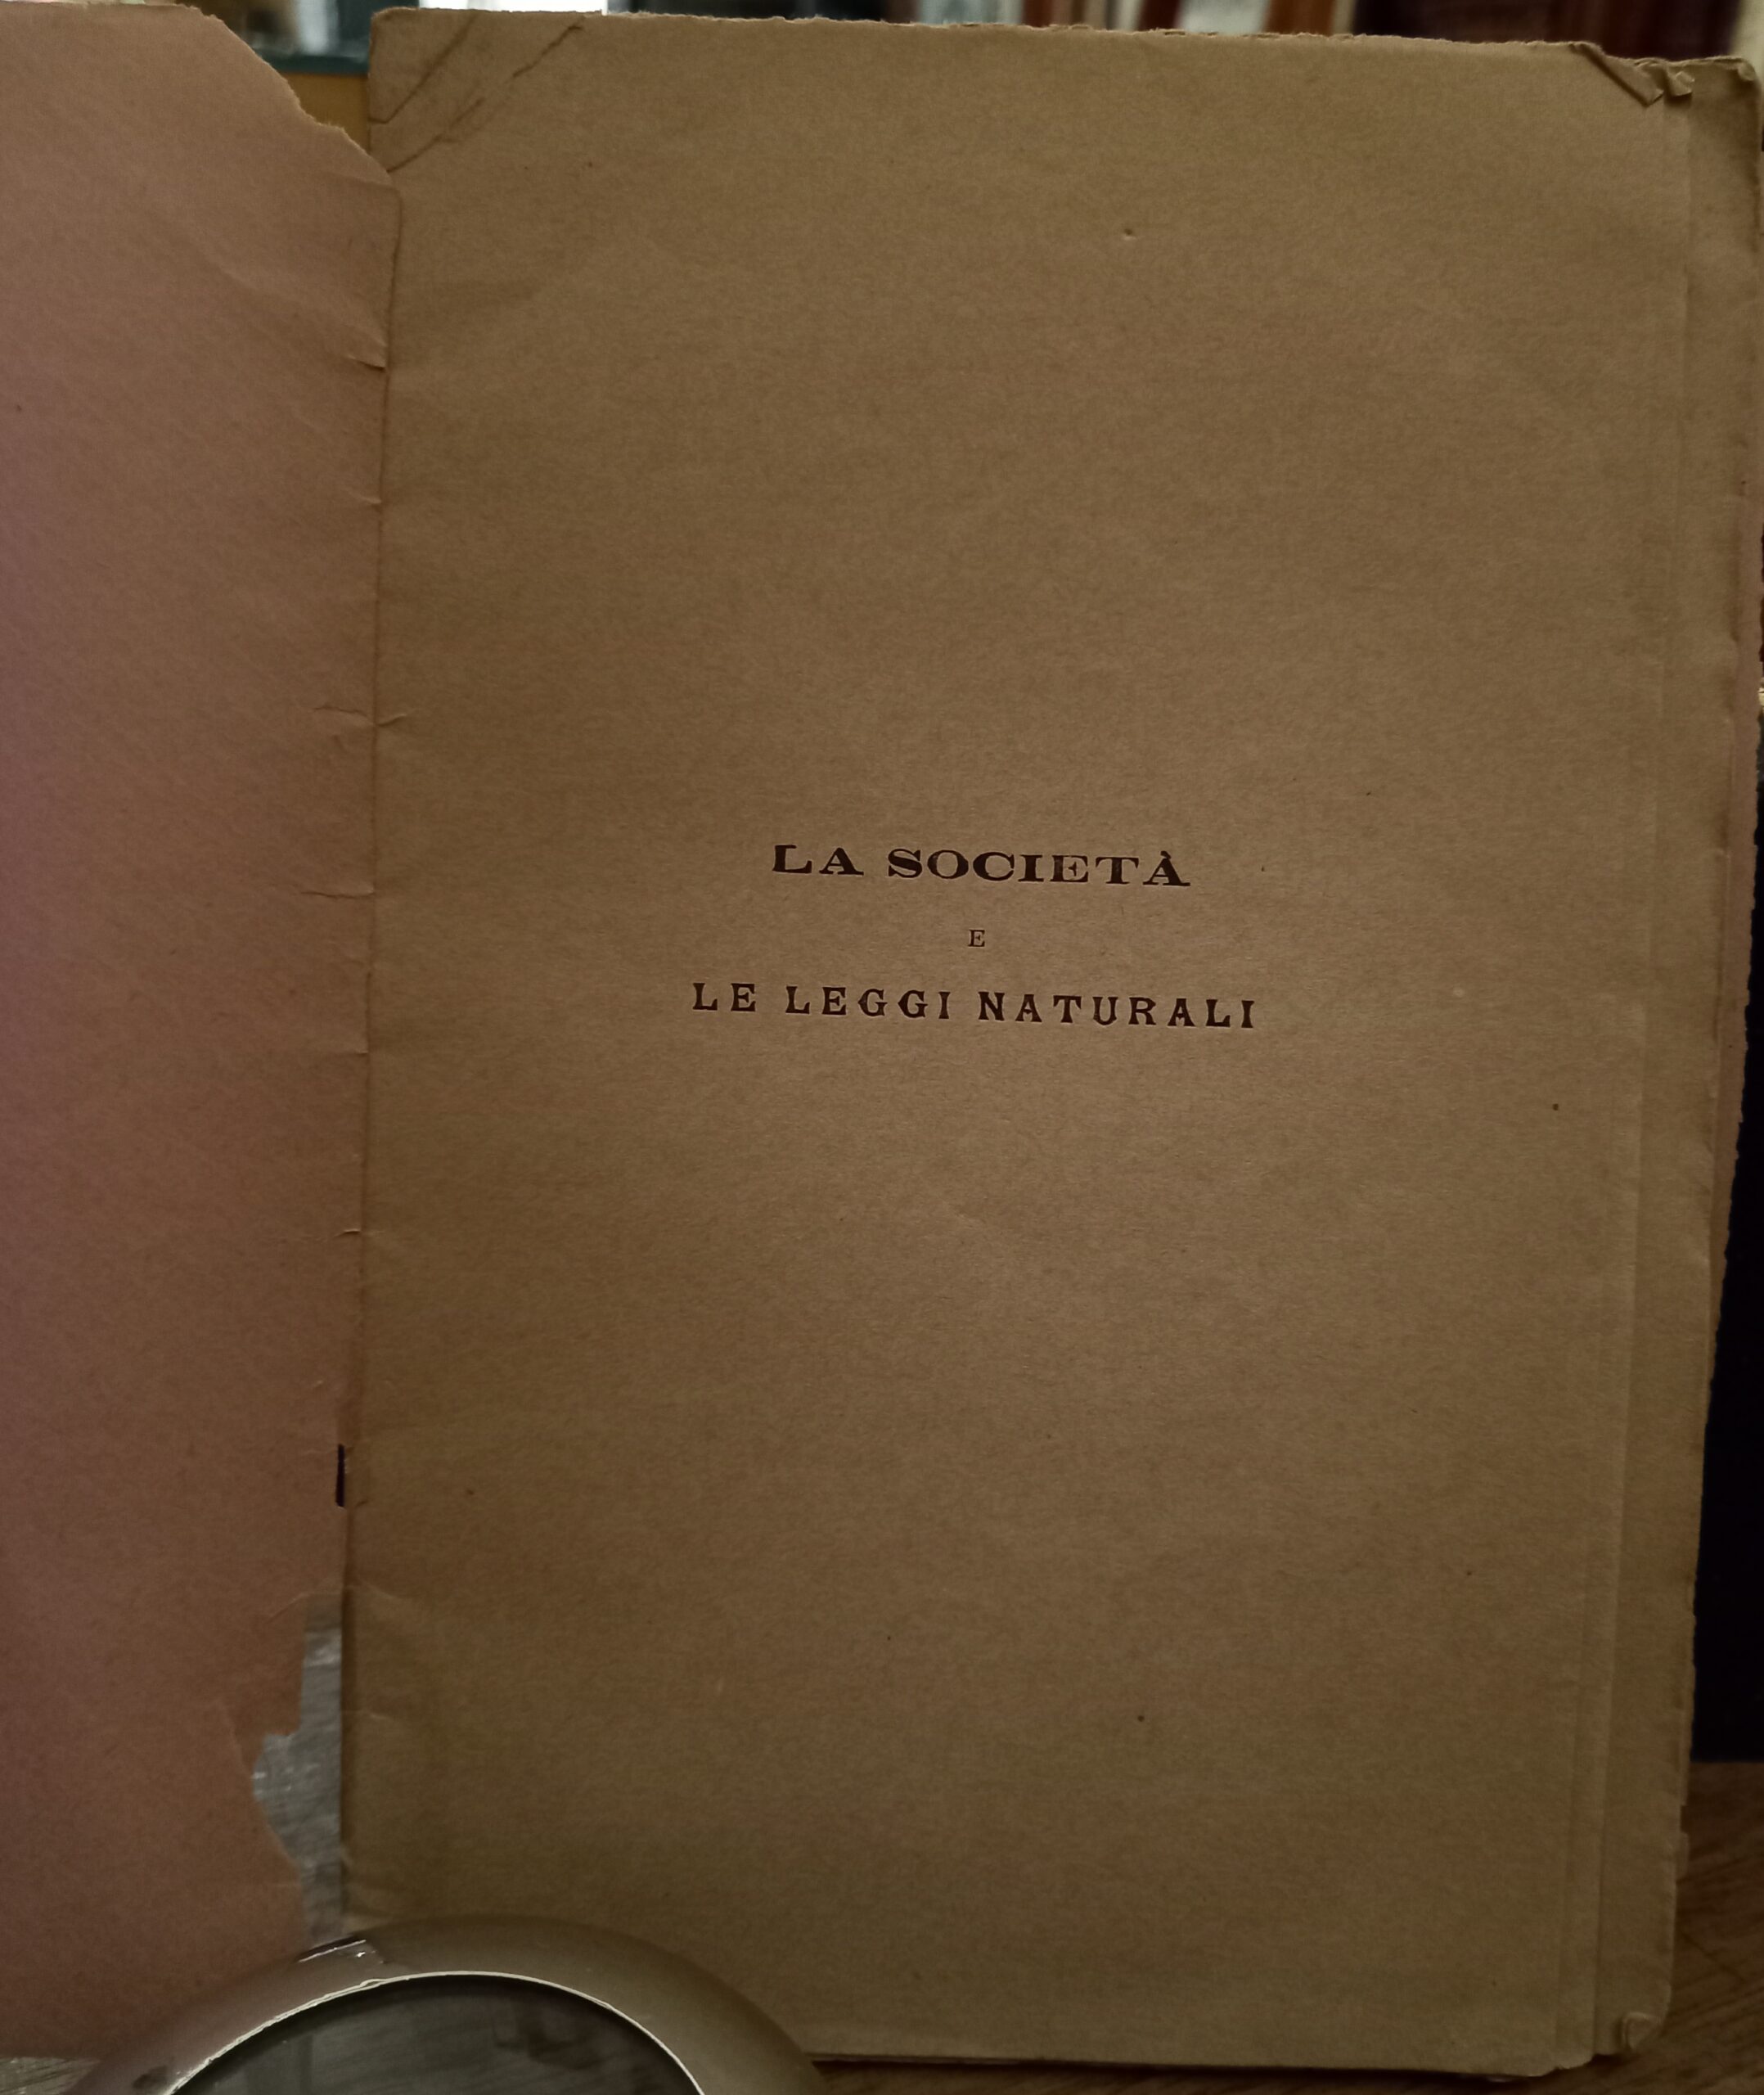 LA SOCIETÀ
E
LE LEGGI NATURALI